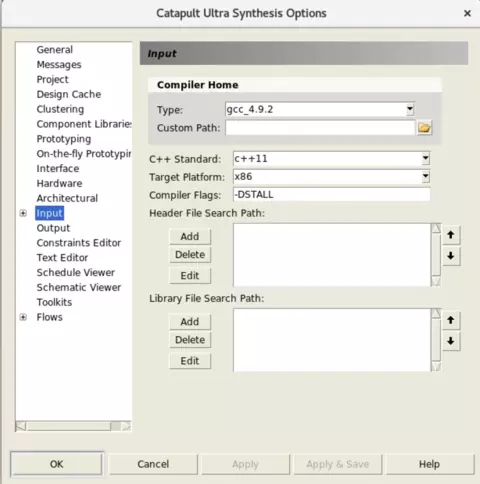 Catapult Ultra Synthesis Options
General
Messages
Project
Design Cache
Clustering
Component Libraries
Prototyping
On-the-fly Prototypin
Interface
Hardware
Architectural
Input
Output
Constraints Editor
Text Editor
Schedule Viewer
Schematic Viewer
Toolkits
Flows
Input
Compiler Home
Type: gcc_4.9.2
Custom Path:
C++ Standard: c++11
Target Platform: x86
Compiler Flags: -DSTALL
Header File Search Path:
Add
Delete
Edit
Library File Search Path:
Add
Delete
Edit
OK Cancel Apply Apply & Save Help